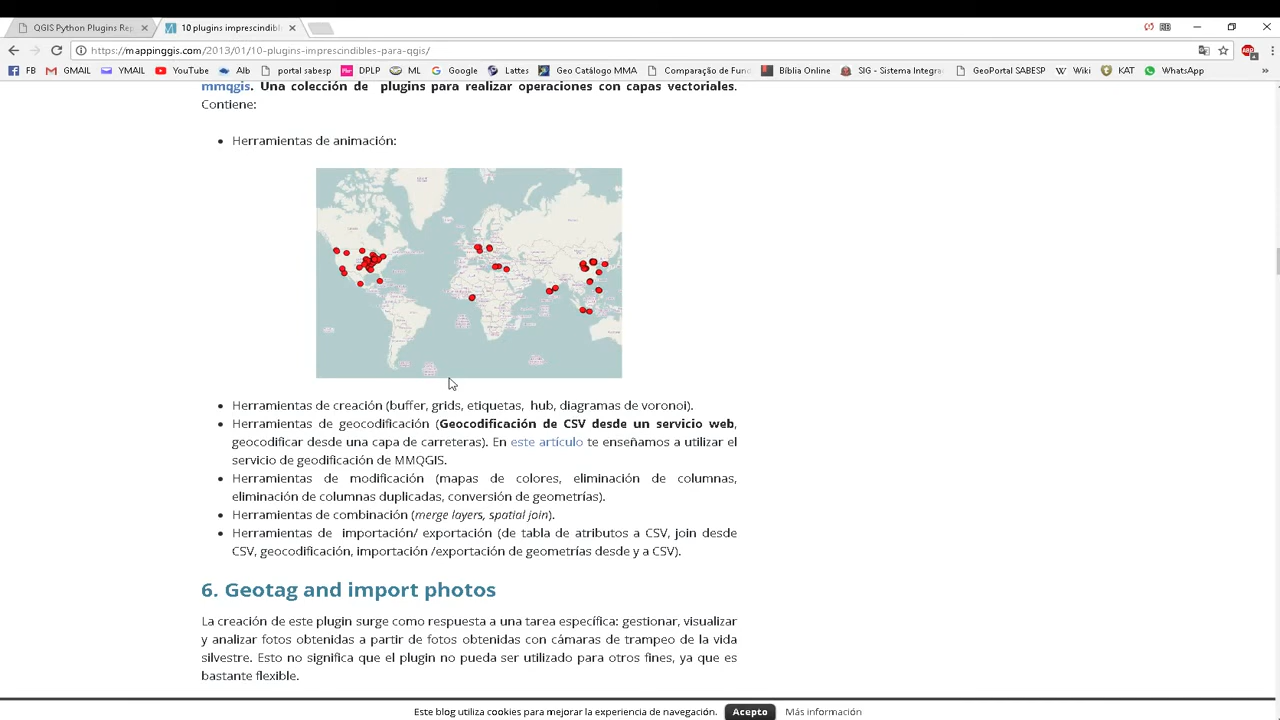 QGIS Python Plugins Rep
10 plugins imprescindibl
https://mappinggis.com/2013/01/10-plugins-imprescindibles-para-qgis/
FB GMAIL YMAIL YouTube Alb portal sabesp DPLP ML Google Lattes Geo Catálogo MMA Comparação de Func Bíblia Online SIG - Sistema Integra GeoPortal SABESP Wiki KAT WhatsApp »
mmqgis. Una colección de plugins para realizar operaciones con capas vectoriales.
Contiene:
• Herramientas de animación:
• Herramientas de creación (buffer, grids, etiquetas, hub, diagramas de voronoi).
• Herramientas de geocodificación (Geocodificación de CSV desde un servicio web,
geocodificar desde una capa de carreteras). En este artículo te enseñamos a utilizar el
servicio de geodificación de MMQGIS.
• Herramientas de modificación (mapas de colores, eliminación de columnas,
eliminación de columnas duplicadas, conversión de geometrías).
• Herramientas de combinación (merge layers, spatial join).
• Herramientas de importación/ exportación (de tabla de atributos a CSV, join desde
CSV, geocodificación, importación /exportación de geometrías desde y a CSV).
6. Geotag and import photos
La creación de este plugin surge como respuesta a una tarea específica: gestionar, visualizar
y analizar fotos obtenidas a partir de fotos obtenidas con cámaras de trampeo de la vida
silvestre. Esto no significa que el plugin no pueda ser utilizado para otros fines, ya que es
bastante flexible.
Este blog utiliza cookies para mejorar la experiencia de navegación. Acepto Más información